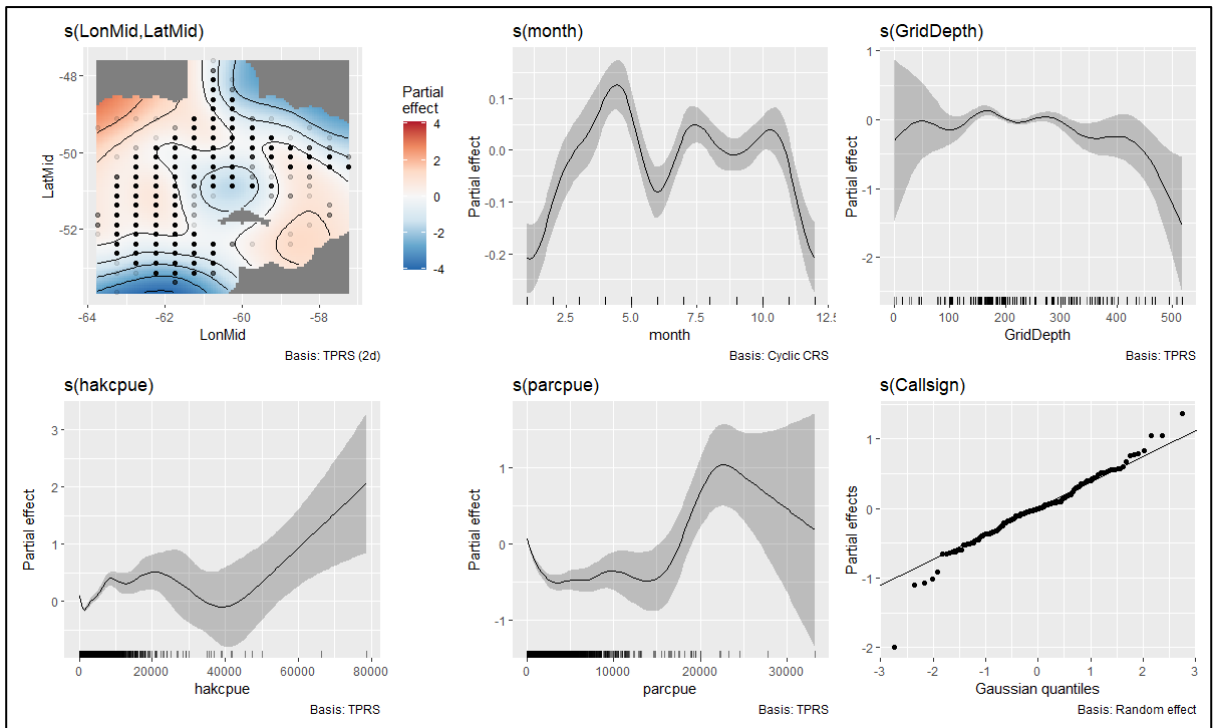 s(LonMid,LatMid)
-48
-50
-52
LatMid
-64
-62
-60
-58
LonMid
Partial
effect
4
2
0
-2
-4
Basis: TPRS (2d)
s(month)
0.1
0.0
-0.1
-0.2
Partial effect
2.5
5.0
7.5
10.0
12.5
month
Basis: Cyclic CRS
s(GridDepth)
1
0
-1
-2
Partial effect
0
100
200
300
400
500
GridDepth
Basis: TPRS
s(hakcpue)
3
2
1
0
Partial effect
0
20000
40000
60000
80000
hakcpue
Basis: TPRS
s(parcpue)
1
0
-1
Partial effect
0
10000
20000
30000
parcpue
Basis: TPRS
s(Callsign)
1
0
-1
-2
Partial effects
-3
-2
-1
0
1
2
3
Gaussian quantiles
Basis: Random effect